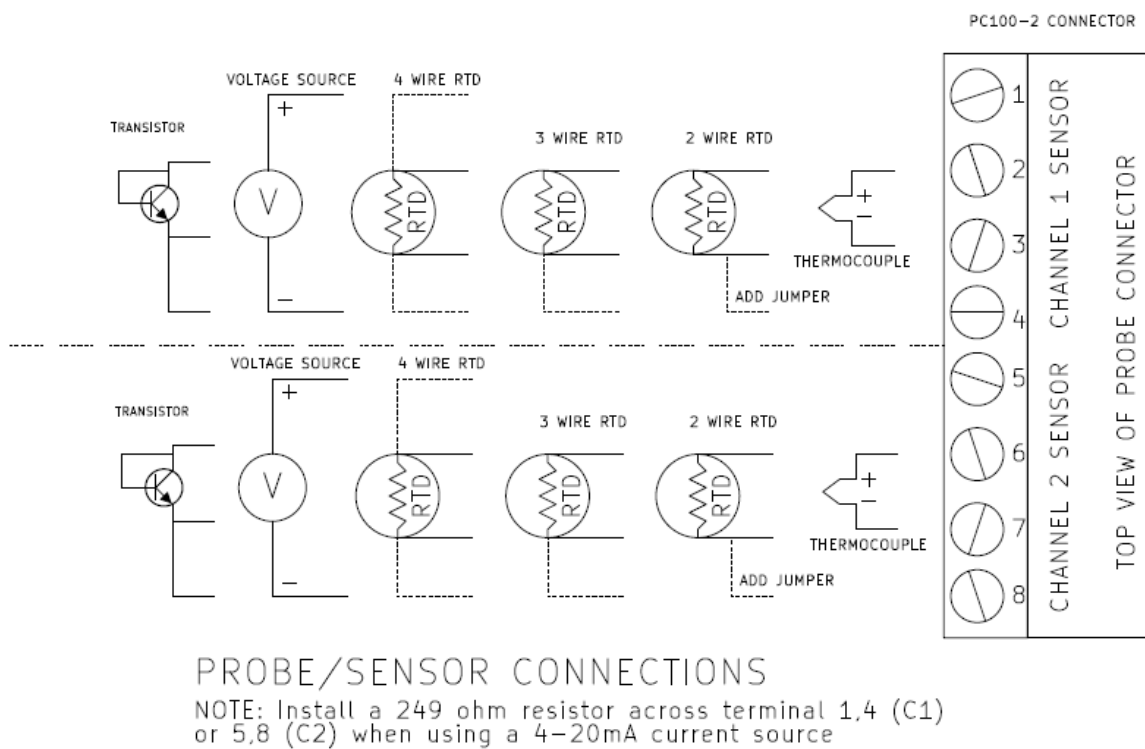 PC100-2 CONNECTOR
VOLTAGE SOURCE
4 WIRE RTD
TRANSISTOR
3 WIRE RTD
2 WIRE RTD
+
V
RTD
RTD
RTD
+
-
THERMOCOUPLE
-
ADD JUMPER
1
2
3
4
CHANNEL 1 SENSOR
VOLTAGE SOURCE
4 WIRE RTD
TRANSISTOR
3 WIRE RTD
2 WIRE RTD
+
V
RTD
RTD
RTD
+
-
THERMOCOUPLE
-
ADD JUMPER
5
6
7
8
CHANNEL 2 SENSOR
TOP VIEW OF PROBE CONNECTOR
PROBE/SENSOR CONNECTIONS
NOTE: Install a 249 ohm resistor across terminal 1,4 (C1)
or 5,8 (C2) when using a 4-20mA current source